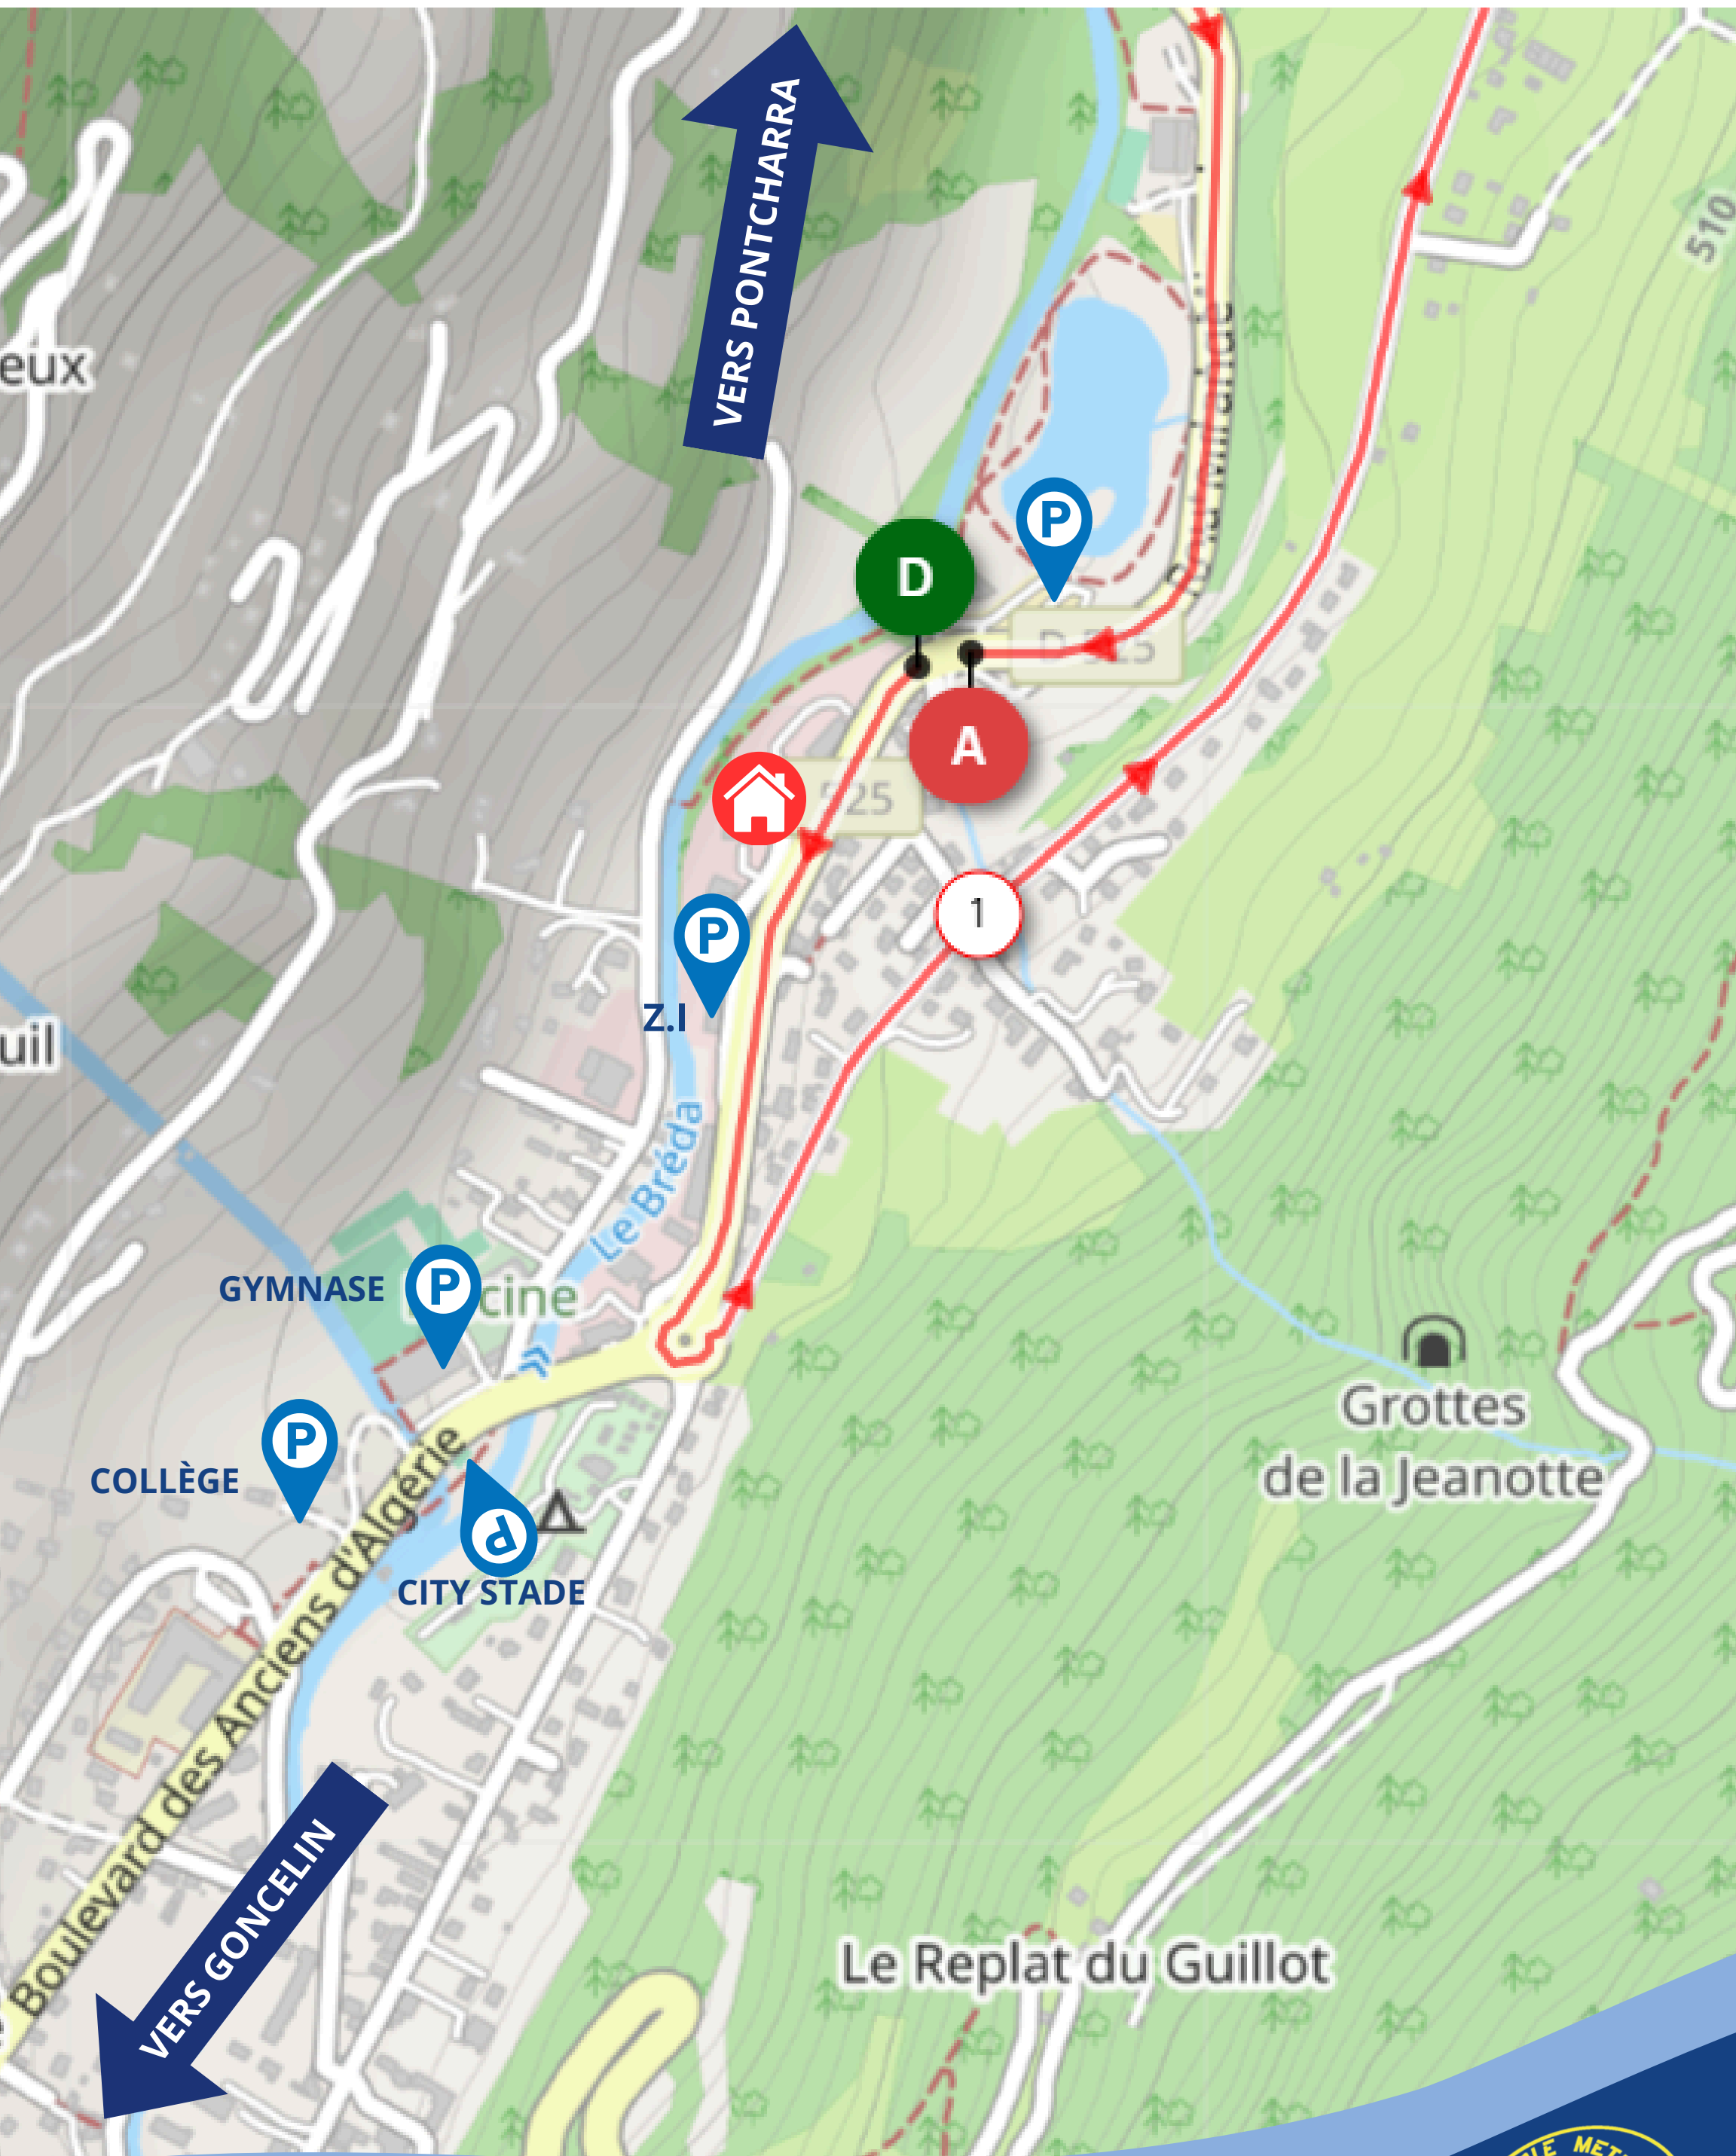 VERS PONTCHARRA
510
eux
P
D
D 525
A
525
1
P
Z.I
uil
Le Bréda
GYMNASE
P
cine
P
COLLÈGE
Grottes
de la Jeanotte
P
CITY STADE
Boulevard des Anciens d'Algérie
VERS GONCELIN
Le Replat du Guillot